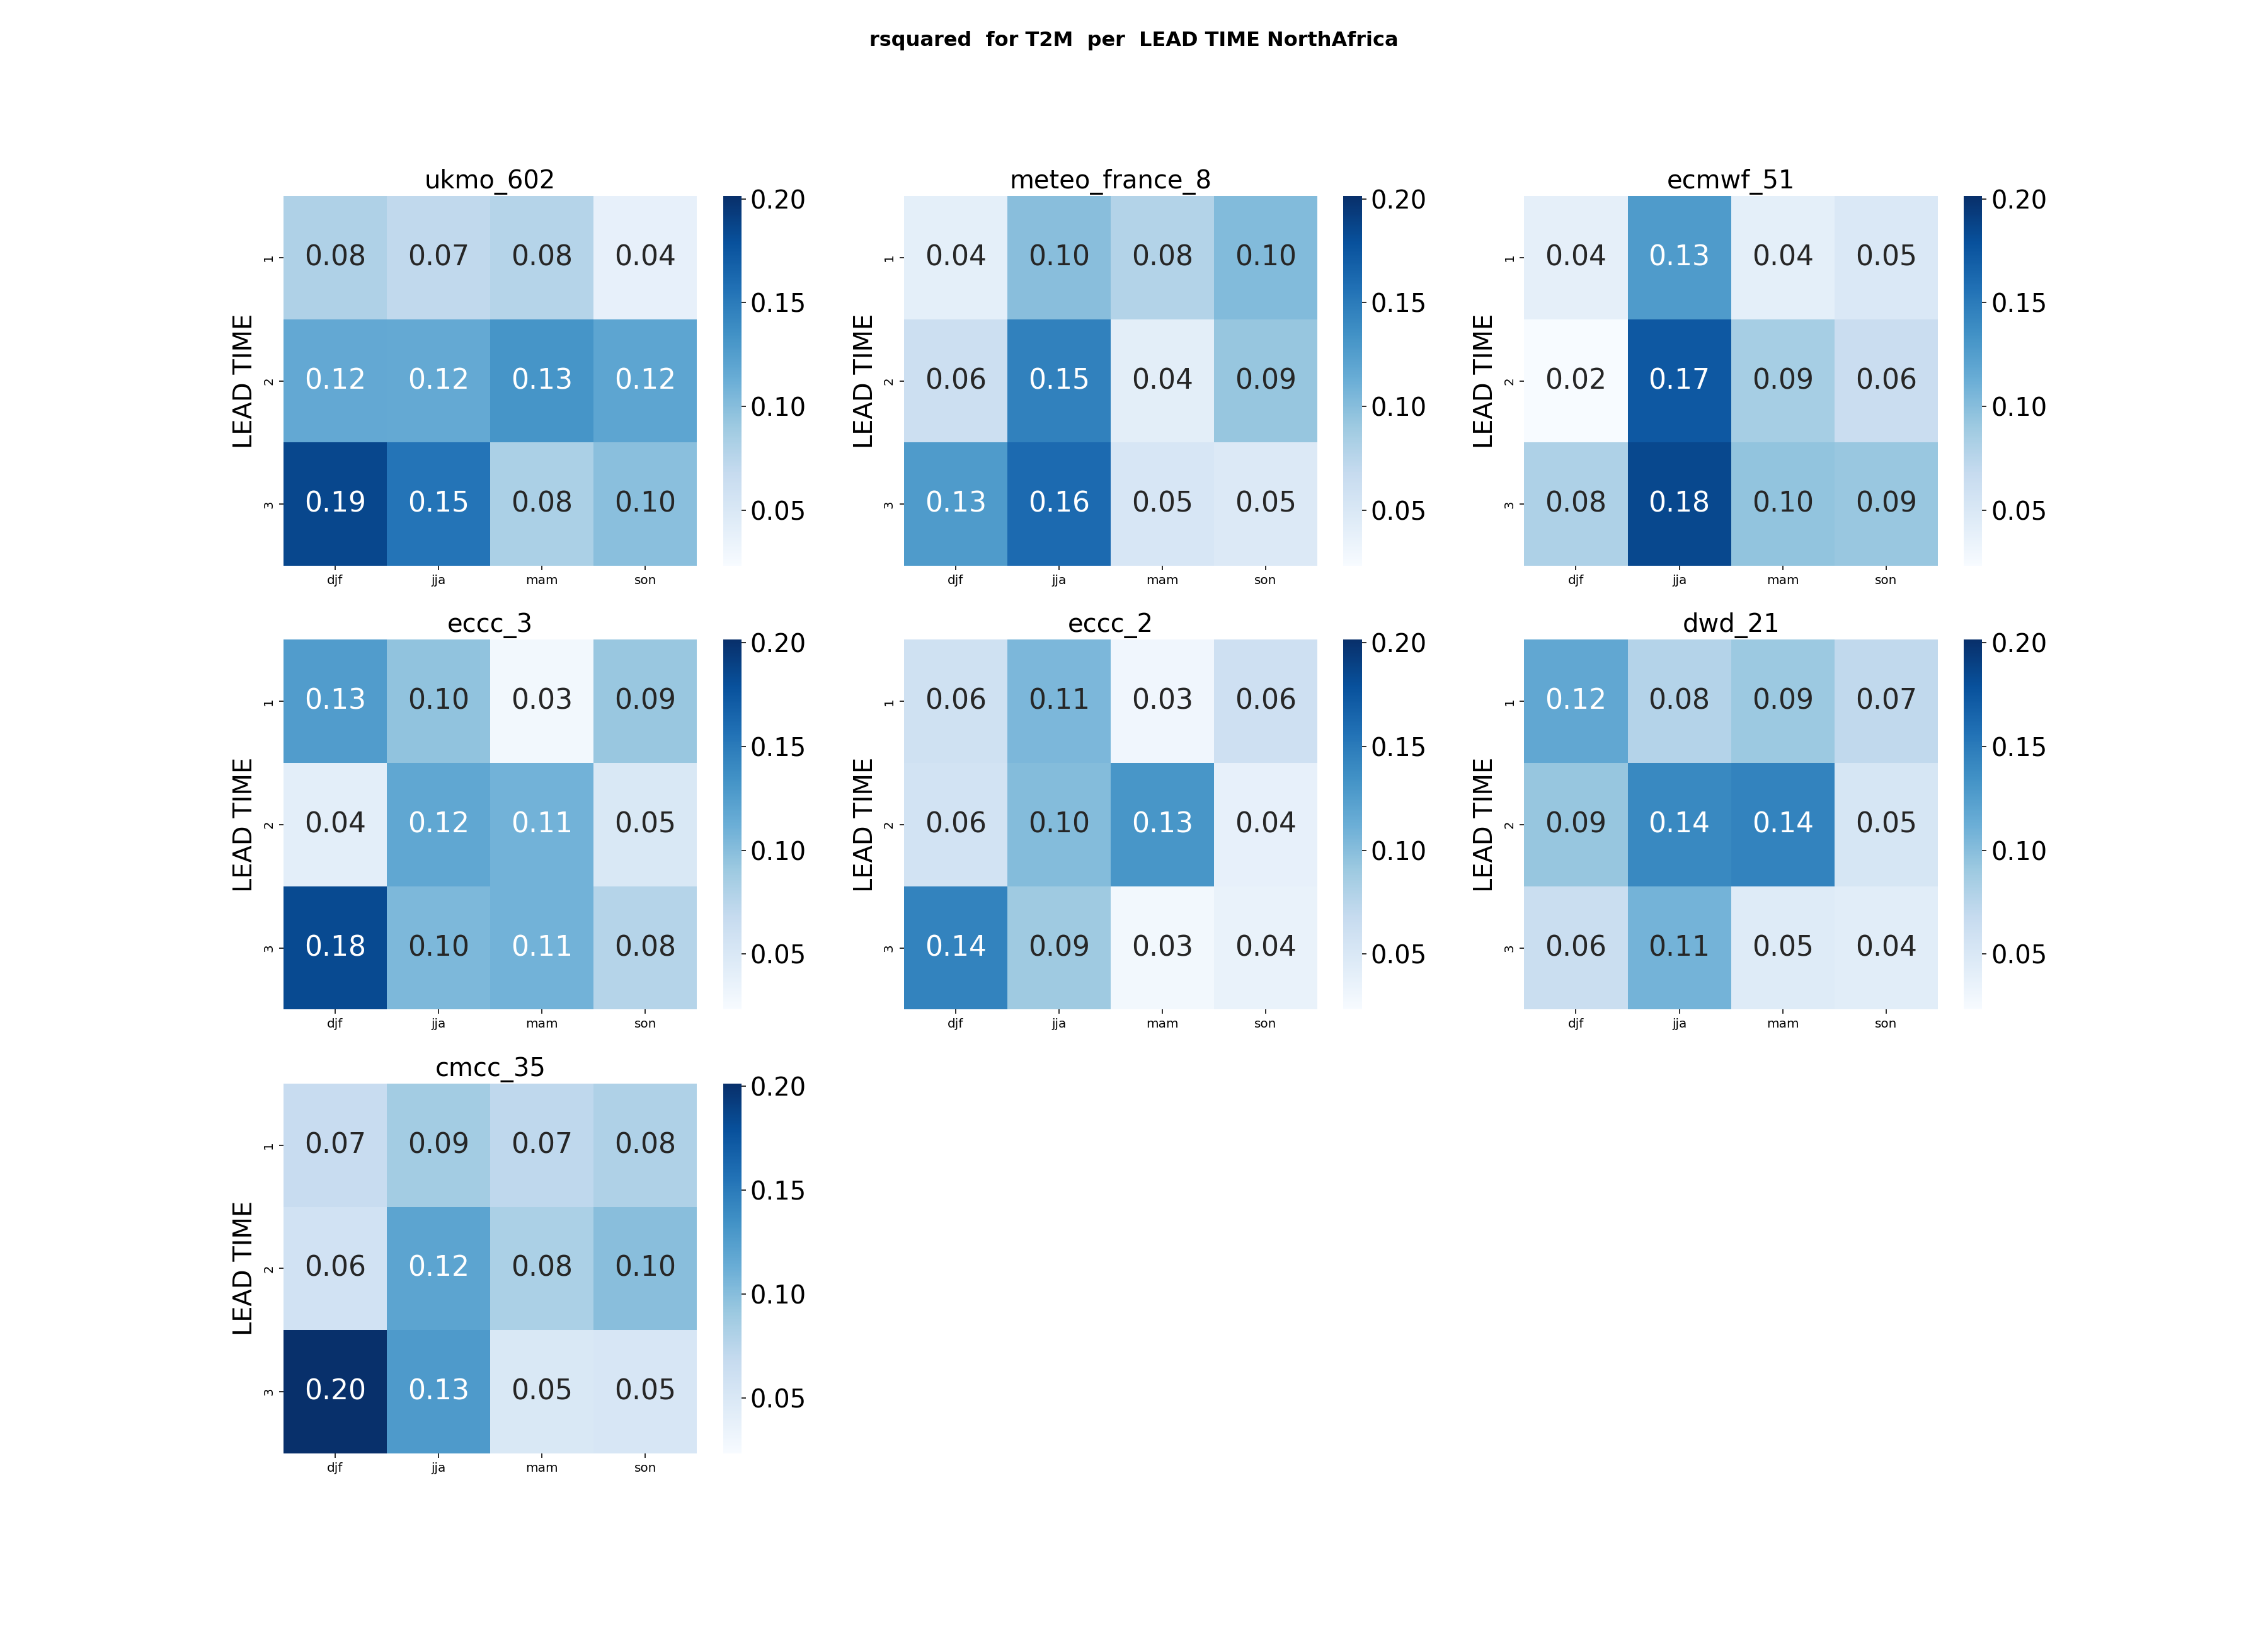 rsquared  for T2M  per  LEAD TIME NorthAfrica
ukmo_602
LEAD TIME
1 0.08 0.07 0.08 0.04
2 0.12 0.12 0.13 0.12
3 0.19 0.15 0.08 0.10
djf jja mam son
0.20
0.15
0.10
0.05
meteo_france_8
LEAD TIME
1 0.04 0.10 0.08 0.10
2 0.06 0.15 0.04 0.09
3 0.13 0.16 0.05 0.05
djf jja mam son
0.20
0.15
0.10
0.05
ecmwf_51
LEAD TIME
1 0.04 0.13 0.04 0.05
2 0.02 0.17 0.09 0.06
3 0.08 0.18 0.10 0.09
djf jja mam son
0.20
0.15
0.10
0.05
eccc_3
LEAD TIME
1 0.13 0.10 0.03 0.09
2 0.04 0.12 0.11 0.05
3 0.18 0.10 0.11 0.08
djf jja mam son
0.20
0.15
0.10
0.05
eccc_2
LEAD TIME
1 0.06 0.11 0.03 0.06
2 0.06 0.10 0.13 0.04
3 0.14 0.09 0.03 0.04
djf jja mam son
0.20
0.15
0.10
0.05
dwd_21
LEAD TIME
1 0.12 0.08 0.09 0.07
2 0.09 0.14 0.14 0.05
3 0.06 0.11 0.05 0.04
djf jja mam son
0.20
0.15
0.10
0.05
cmcc_35
LEAD TIME
1 0.07 0.09 0.07 0.08
2 0.06 0.12 0.08 0.10
3 0.20 0.13 0.05 0.05
djf jja mam son
0.20
0.15
0.10
0.05